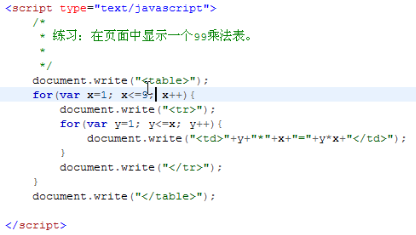 <script type="text/javascript">
/*
* 练习：在页面中显示一个99乘法表。
*
*/
document.write("<table>");
for(var x=1; x<=9; x++){
document.write("<tr>");
for(var y=1; y<=x; y++){
document.write("<td>"+y+"*"+x+"="+y*x+"</td>");
}
document.write("</tr>");
}
document.write("</table>");
</script>